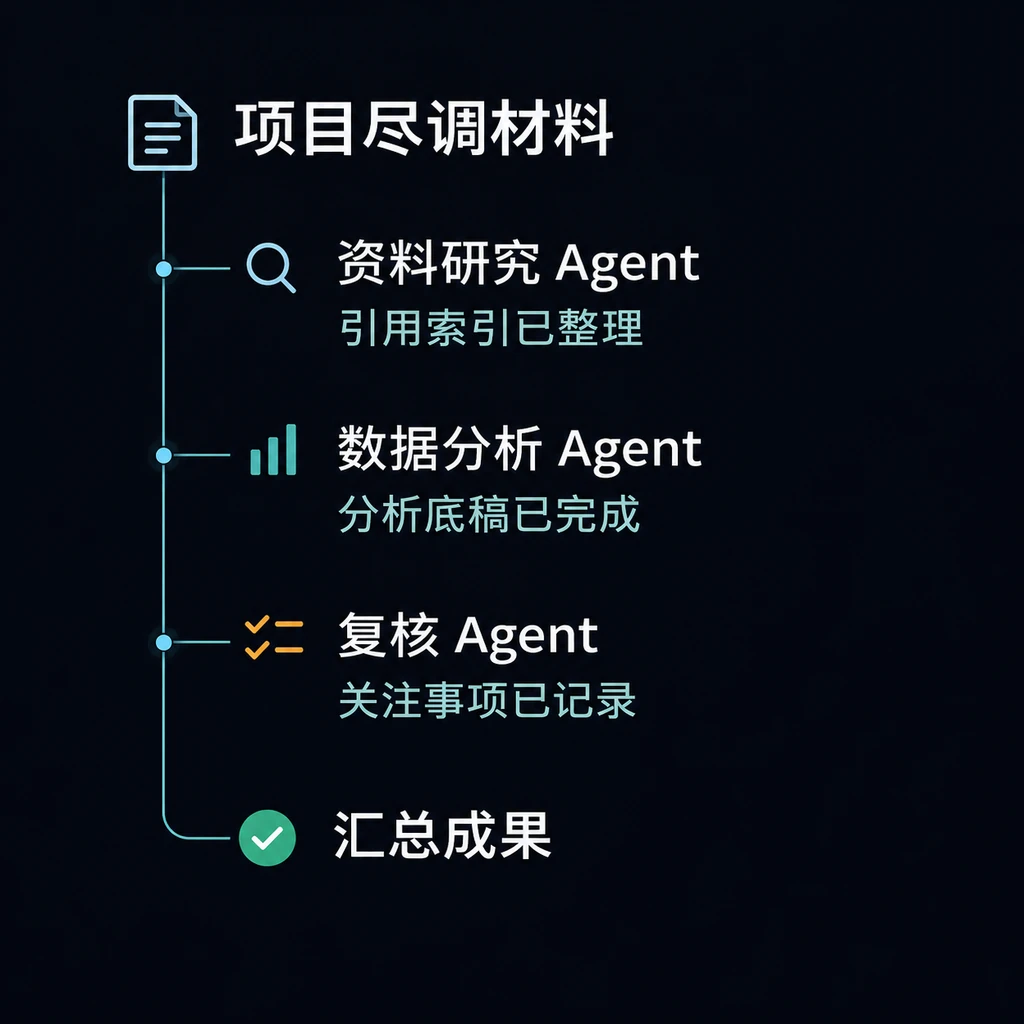 项目尽调材料
资料研究 Agent
引用索引已整理
数据分析 Agent
分析底稿已完成
复核 Agent
关注事项已记录
汇总成果